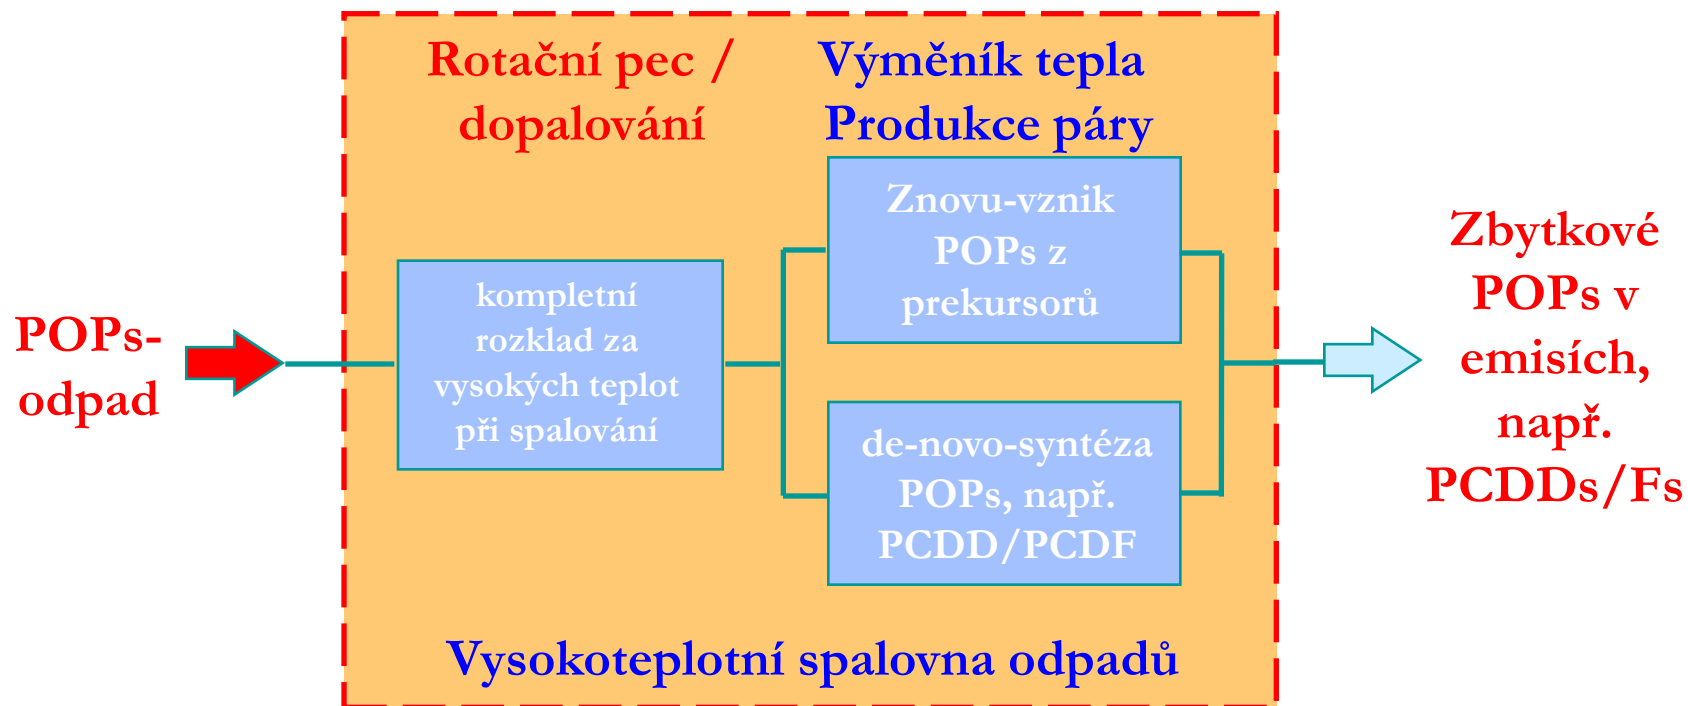 POPs-
odpad
Rotační pec /
dopalování
kompletní
rozklad za
vysokých teplot
při spalování
Výměník tepla
Produkce páry
Znovu-vznik
POPs z
prekursorů
de-novo-syntéza
POPs, např.
PCDD/PCDF
Vysokoteplotní spalovna odpadů
Zbytkové
POPs v
emisích,
např.
PCDDs/Fs